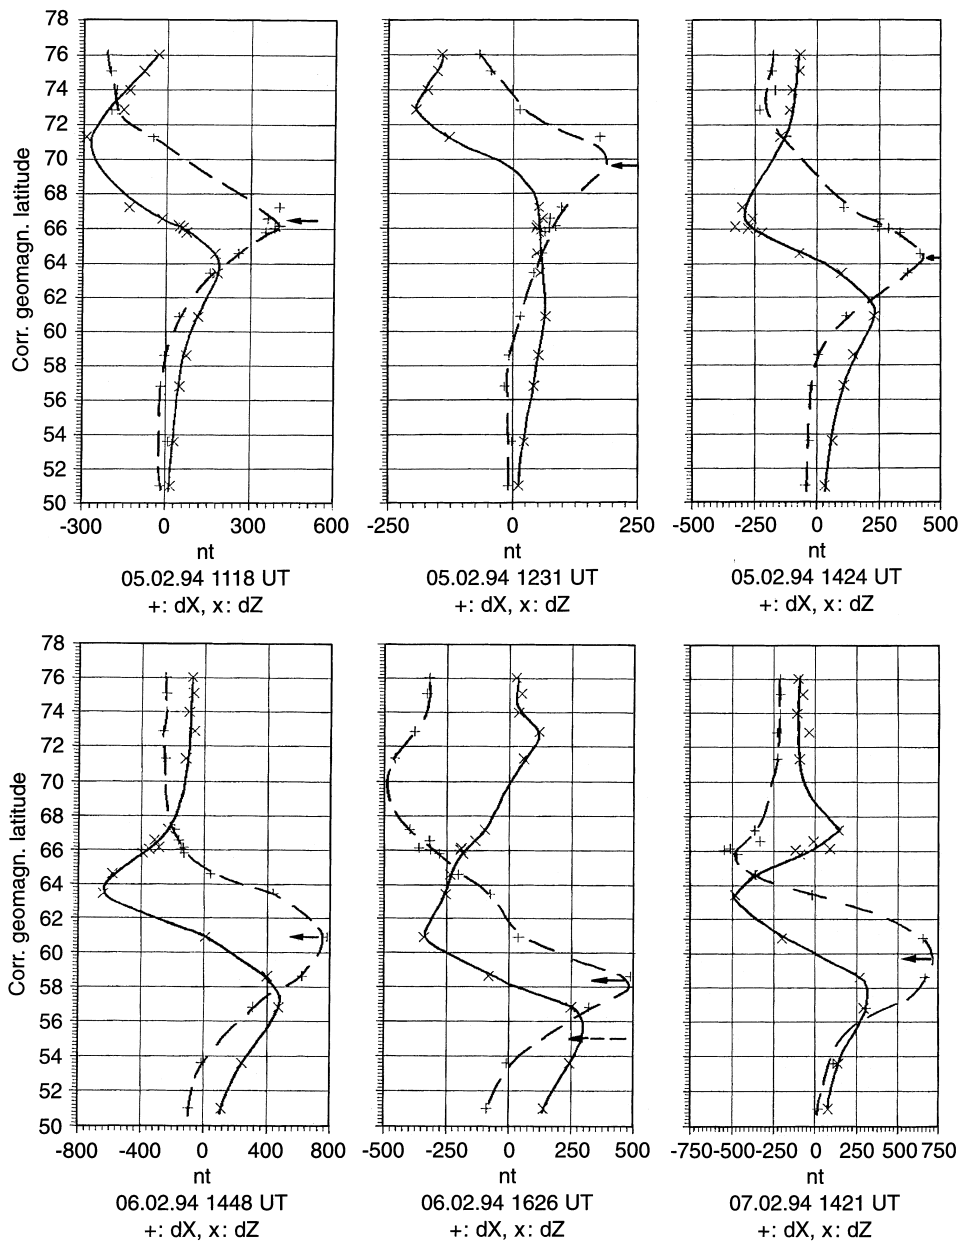 78
76
74
72
70
68
66
64
62
60
58
56
54
52
50
Corr. geomagn. latitude
-300 0 300 600
nt
05.02.94 1118 UT
+: dX, x: dZ
-250 0 250
nt
05.02.94 1231 UT
+: dX, x: dZ
-500 -250 0 250 500
nt
05.02.94 1424 UT
+: dX, x: dZ
78
76
74
72
70
68
66
64
62
60
58
56
54
52
50
Corr. geomagn. latitude
-800 -400 0 400 800
nt
06.02.94 1448 UT
+: dX, x: dZ
-500 -250 0 250 500
nt
06.02.94 1626 UT
+: dX, x: dZ
-750 -500 -250 0 250 500 750
nt
07.02.94 1421 UT
+: dX, x: dZ